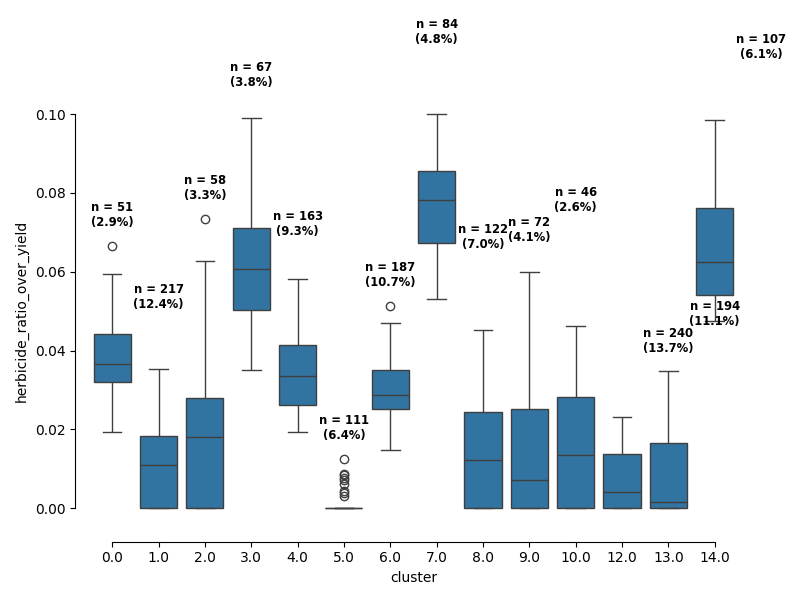 n = 84
(4.8%)
n = 107
(6.1%)
n = 67
(3.8%)
n = 58
(3.3%)
n = 51
(2.9%)
n = 163
(9.3%)
n = 46
(2.6%)
n = 122
(7.0%)
n = 72
(4.1%)
n = 187
(10.7%)
n = 217
(12.4%)
n = 194
(11.1%)
n = 240
(13.7%)
n = 111
(6.4%)
0.10
0.08
0.06
0.04
0.02
0.00
herbicide_ratio_over_yield
0.0 1.0 2.0 3.0 4.0 5.0 6.0 7.0 8.0 9.0 10.0 12.0 13.0 14.0
cluster